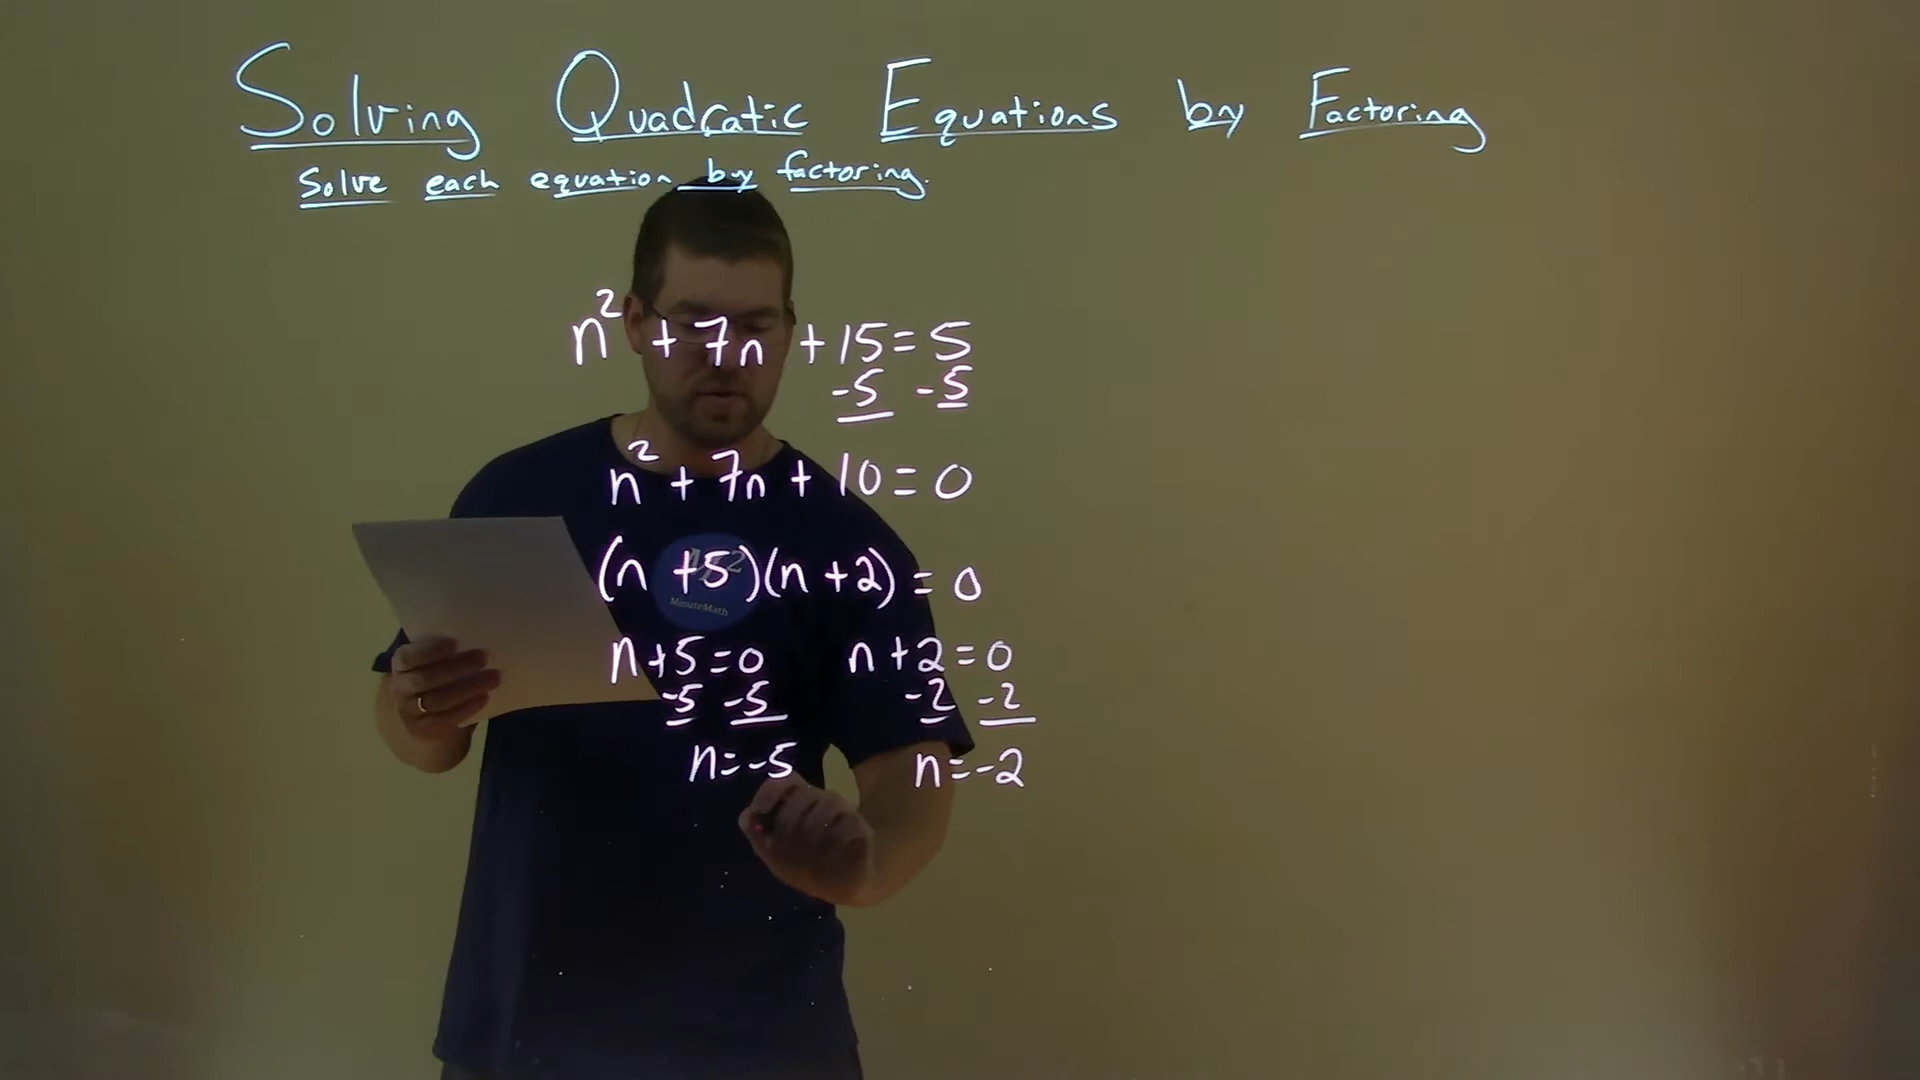 Solving Quadratic Equations by Factoring
Solve each equation by factoring.
n² + 7n + 15 = 5
-5 -5
n² + 7n + 10 = 0
(n + 5)(n + 2) = 0
MinuteMath
n + 5 = 0 n + 2 = 0
-5 -5 -2 -2
n = -5 n = -2